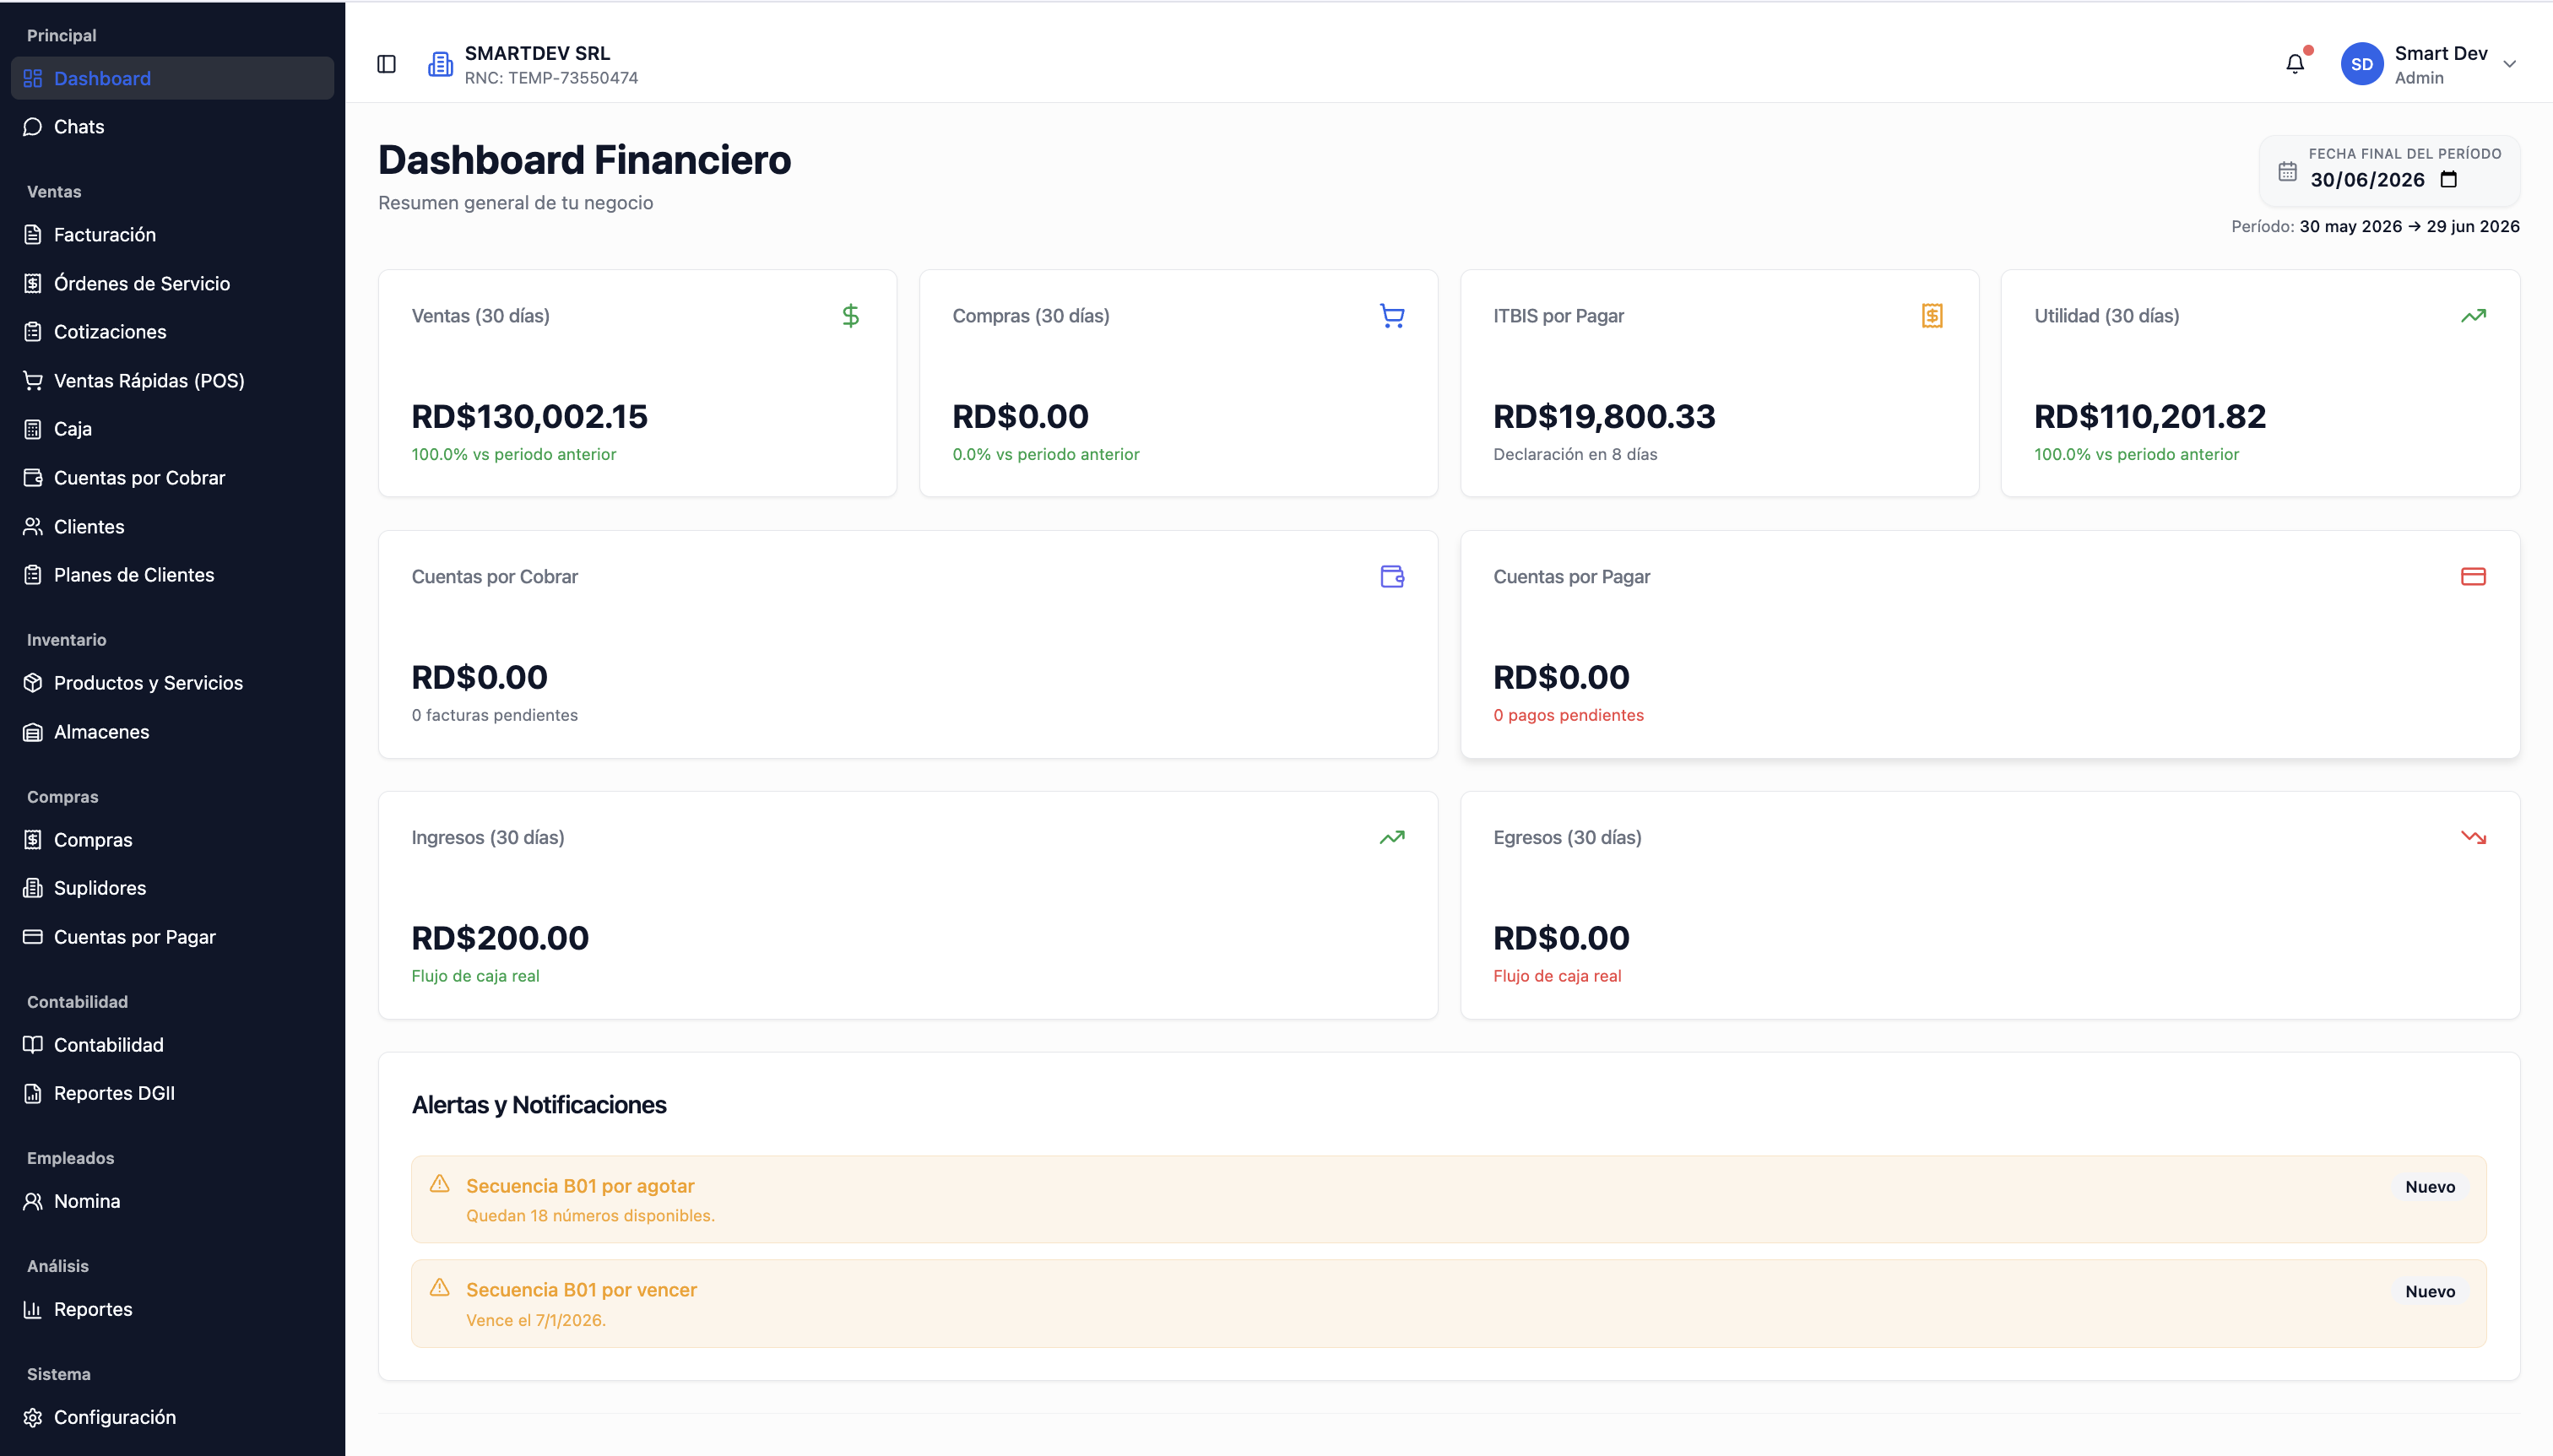 Principal
Dashboard
Chats
Ventas
Facturación
Órdenes de Servicio
Cotizaciones
Ventas Rápidas (POS)
Caja
Cuentas por Cobrar
Clientes
Planes de Clientes
Inventario
Productos y Servicios
Almacenes
Compras
Compras
Suplidores
Cuentas por Pagar
Contabilidad
Contabilidad
Reportes DGII
Empleados
Nomina
Análisis
Reportes
Sistema
Configuración
SMARTDEV SRL
RNC: TEMP-73550474
SD
Smart Dev
Admin
Dashboard Financiero
Resumen general de tu negocio
FECHA FINAL DEL PERÍODO
30/06/2026
Período: 30 may 2026 → 29 jun 2026
Ventas (30 días)
RD$130,002.15
100.0% vs periodo anterior
Compras (30 días)
RD$0.00
0.0% vs periodo anterior
ITBIS por Pagar
RD$19,800.33
Declaración en 8 días
Utilidad (30 días)
RD$110,201.82
100.0% vs periodo anterior
Cuentas por Cobrar
RD$0.00
0 facturas pendientes
Cuentas por Pagar
RD$0.00
0 pagos pendientes
Ingresos (30 días)
RD$200.00
Flujo de caja real
Egresos (30 días)
RD$0.00
Flujo de caja real
Alertas y Notificaciones
Secuencia B01 por agotar
Quedan 18 números disponibles.
Nuevo
Secuencia B01 por vencer
Vence el 7/1/2026.
Nuevo